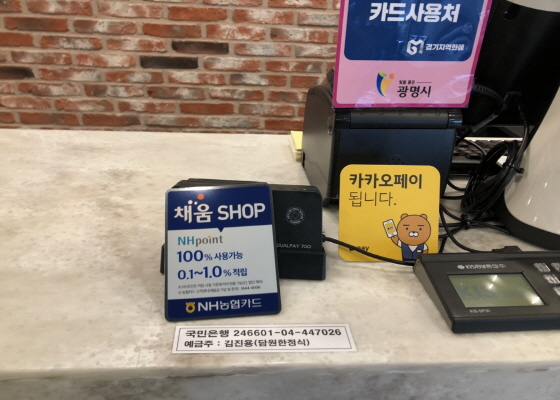 카드사용처
경기지역화폐
광명시
카카오페이
됩니다.
채움 SHOP
NHpoint
100% 사용가능
0.1~1.0% 적립
NH농협카드
국민은행 246601-04-447026
예금주 : 김진용(담원한정식)